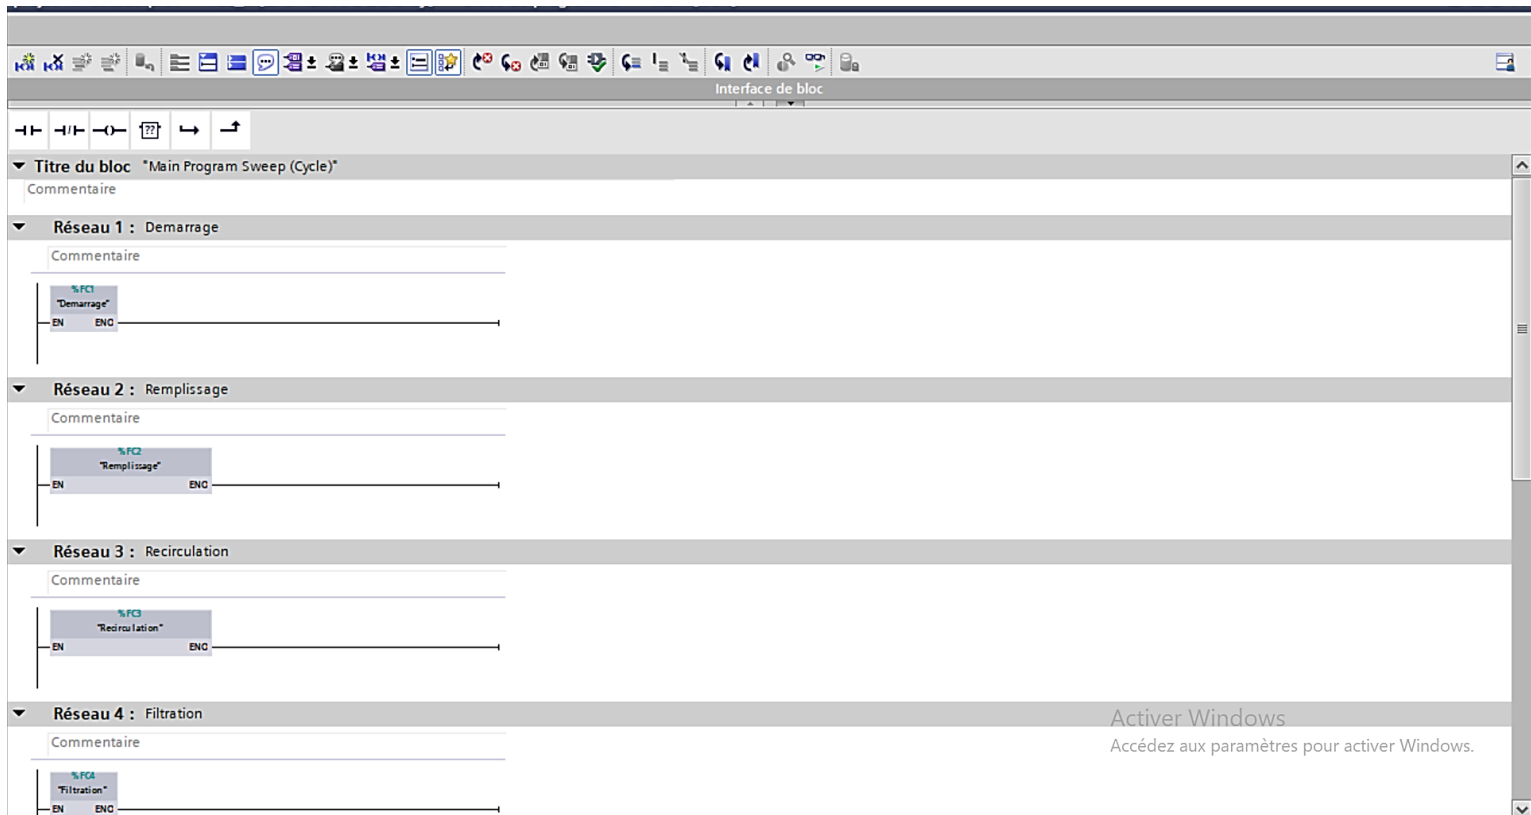 Interface de bloc
??
Titre du bloc "Main Program Sweep (Cycle)"
Commentaire
Réseau 1 : Demarrage
Commentaire
%FC1
"Demarrage"
EN ENO
Réseau 2 : Remplissage
Commentaire
%FC2
"Remplissage"
EN ENO
Réseau 3 : Recirculation
Commentaire
%FC3
"Recirculation"
EN ENO
Réseau 4 : Filtration
Commentaire
%FC4
"Filtration"
EN ENO
Activer Windows
Accédez aux paramètres pour activer Windows.